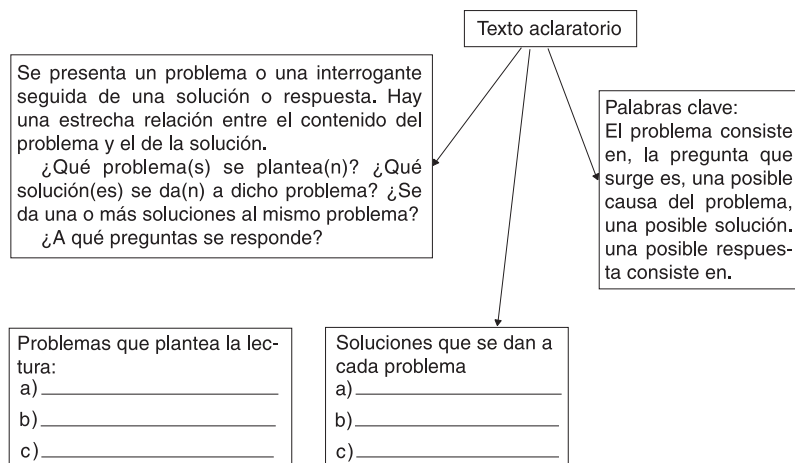 Texto aclaratorio
Se presenta un problema o una interrogante
seguida de una solución o respuesta. Hay
una estrecha relación entre el contenido del
problema y el de la solución.
¿Qué problema(s) se plantea(n)? ¿Qué
solución(es) se da(n) a dicho problema? ¿Se
da una o más soluciones al mismo problema?
¿A qué preguntas se responde?
Palabras clave:
El problema consiste
en, la pregunta que
surge es, una posible
causa del problema,
una posible solución.
una posible respues-
ta consiste en.
Problemas que plantea la lec-
tura:
a)
b)
c)
Soluciones que se dan a
cada problema
a)
b)
c)